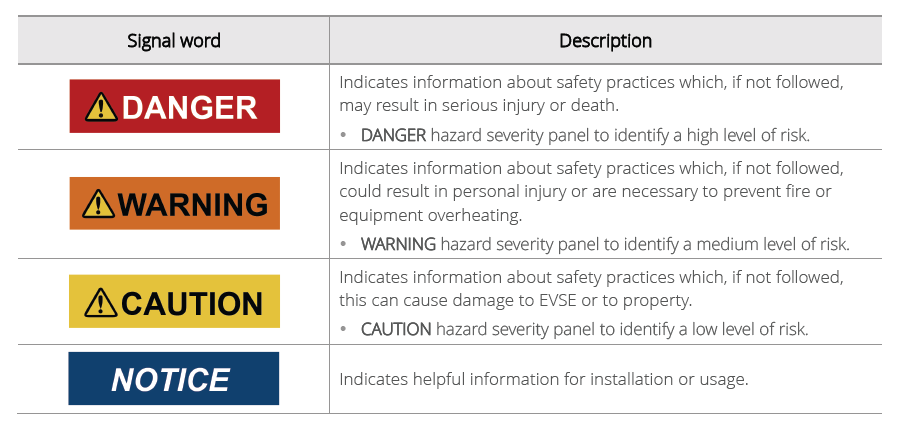 Signal word
Description
DANGER
Indicates information about safety practices which, if not followed,
may result in serious injury or death.
• DANGER hazard severity panel to identify a high level of risk.
WARNING
Indicates information about safety practices which, if not followed,
could result in personal injury or are necessary to prevent fire or
equipment overheating.
• WARNING hazard severity panel to identify a medium level of risk.
CAUTION
Indicates information about safety practices which, if not followed,
this can cause damage to EVSE or to property.
• CAUTION hazard severity panel to identify a low level of risk.
NOTICE
Indicates helpful information for installation or usage.